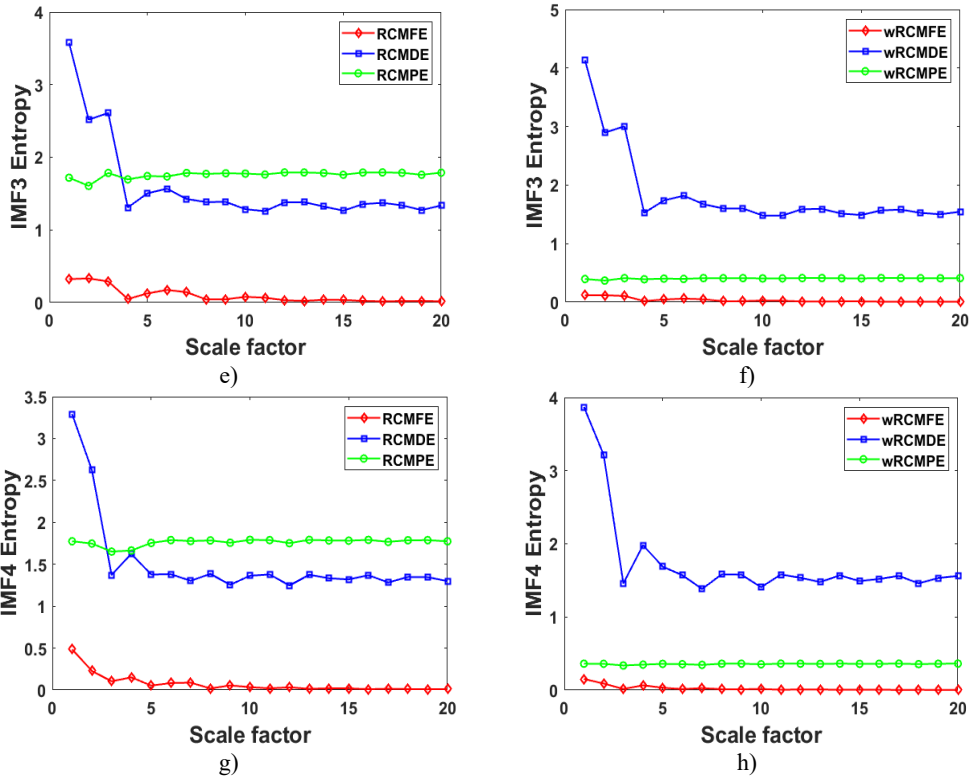 4
3
2
1
0
0
5
10
15
20
IMF3 Entropy
Scale factor
RCMFE
RCMDE
RCMPE
e)
5
4
3
2
1
0
0
5
10
15
20
IMF3 Entropy
Scale factor
wRCMFE
wRCMDE
wRCMPE
f)
3.5
3
2.5
2
1.5
1
0.5
0
0
5
10
15
20
IMF4 Entropy
Scale factor
RCMFE
RCMDE
RCMPE
g)
4
3
2
1
0
0
5
10
15
20
IMF4 Entropy
Scale factor
wRCMFE
wRCMDE
wRCMPE
h)